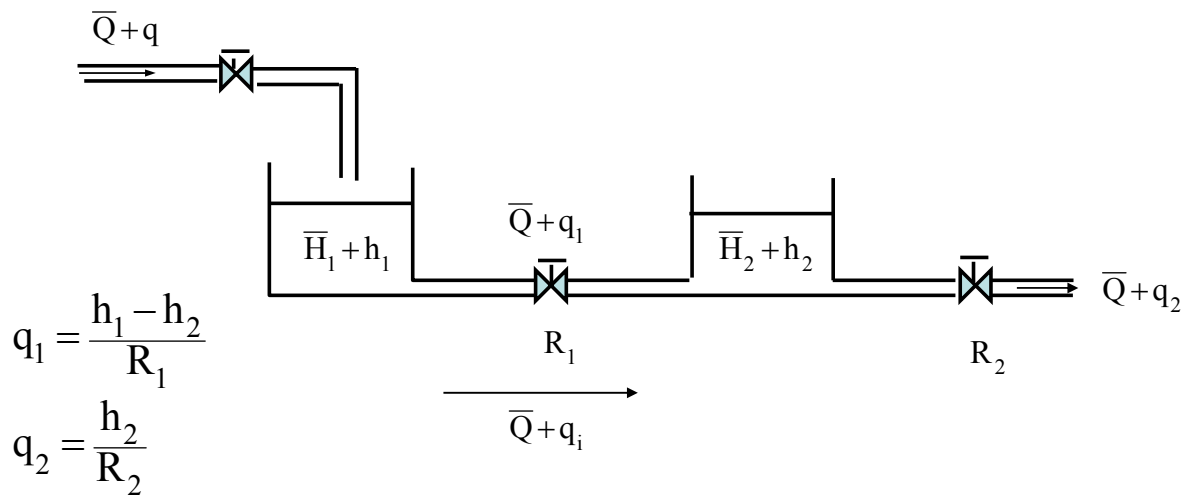 Q̅+q
Q̅+q₁
H̅₁+h₁
H̅₂+h₂
Q̅+q₂
R₁
R₂
Q̅+qᵢ
q₁ = (h₁ − h₂)/R₁
q₂ = h₂/R₂